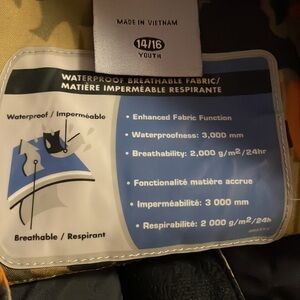 MADE IN VIETNAM
14/16
YOUTH
WATERPROOF BREATHABLE FABRIC/
MATIÈRE IMPERMÉABLE RESPIRANTE
Waterproof / Imperméable
• Enhanced Fabric Function
• Waterproofness: 3,000 mm
• Breathability: 2,000 g/m²/24hr
• Fonctionalité matière accrue
• Imperméabilité: 3 000 mm
• Respirabilité: 2 000 g/m²/24h
Breathable / Respirant